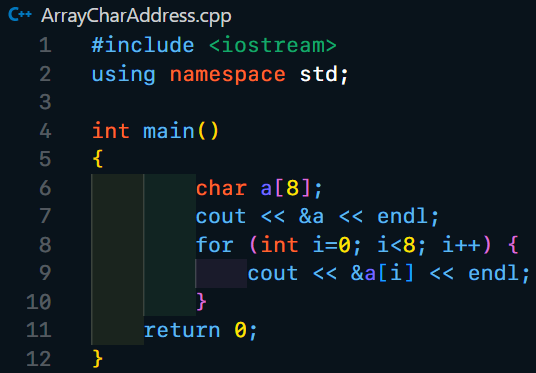 C++ ArrayCharAddress.cpp
1 #include <iostream>
2 using namespace std;
3
4 int main()
5 {
6 char a[8];
7 cout << &a << endl;
8 for (int i=0; i<8; i++) {
9 cout << &a[i] << endl;
10 }
11 return 0;
12 }